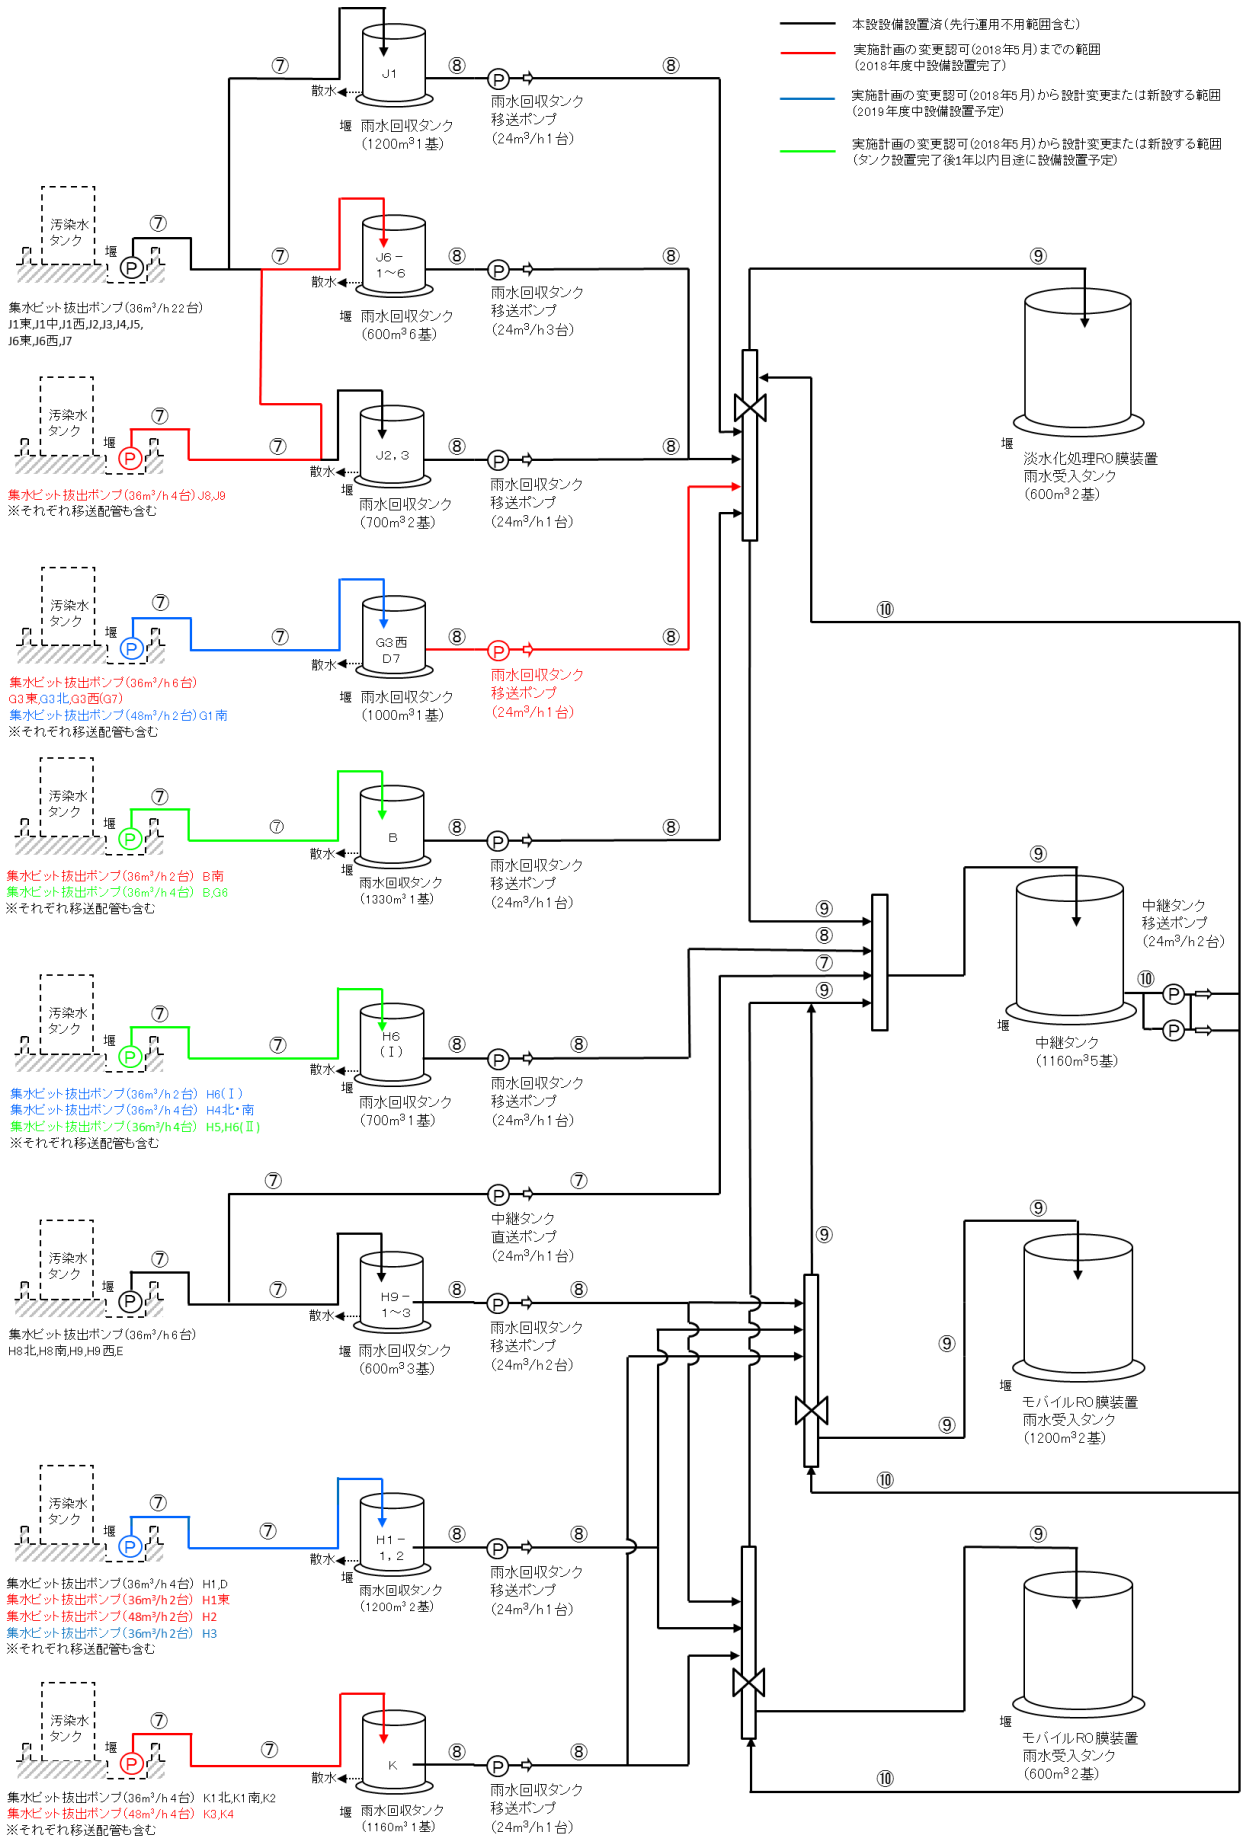 本設設備設置済(先行運用不用範囲含む)
実施計画の変更認可(2018年5月)までの範囲
(2018年度中設備設置完了)
実施計画の変更認可(2018年5月)から設計変更または新設する範囲
(2019年度中設備設置予定)
実施計画の変更認可(2018年5月)から設計変更または新設する範囲
(タンク設置完了後1年以内目途に設備設置予定)
⑦
J1
散水
堰
雨水回収タンク
(1200m³1基)
⑧
P
雨水回収タンク
移送ポンプ
(24m³/h1台)
⑧
汚染水
タンク
堰
P
⑦
集水ピット抜出ポンプ(36m³/h22台)
J1東,J1中,J1西,J2,J3,J4,J5,
J6東,J6西,J7
⑦
J6－
1～6
散水
堰
雨水回収タンク
(600m³6基)
⑧
P
雨水回収タンク
移送ポンプ
(24m³/h3台)
⑧
汚染水
タンク
堰
P
⑦
集水ピット抜出ポンプ(36m³/h4台)J8,J9
※それぞれ移送配管も含む
⑦
J2,3
散水
堰
雨水回収タンク
(700m³2基)
⑧
P
雨水回収タンク
移送ポンプ
(24m³/h1台)
⑧
⑨
堰
淡水化処理RO膜装置
雨水受入タンク
(600m³2基)
⑩
汚染水
タンク
堰
P
⑦
集水ピット抜出ポンプ(36m³/h6台)
G3東,G3北,G3西(G7)
集水ピット抜出ポンプ(48m³/h2台)G1南
※それぞれ移送配管も含む
⑦
G3西
D7
散水
堰
雨水回収タンク
(1000m³1基)
⑧
P
雨水回収タンク
移送ポンプ
(24m³/h1台)
⑧
汚染水
タンク
堰
P
⑦
集水ピット抜出ポンプ(36m³/h2台) B南
集水ピット抜出ポンプ(36m³/h4台) B,G6
※それぞれ移送配管も含む
⑦
B
散水
堰
雨水回収タンク
(1330m³1基)
⑧
P
雨水回収タンク
移送ポンプ
(24m³/h1台)
⑧
⑨
⑧
⑦
⑨
⑨
堰
中継タンク
(1160m³5基)
中継タンク
移送ポンプ
(24m³/h2台)
⑩
P
P
汚染水
タンク
堰
P
⑦
集水ピット抜出ポンプ(36m³/h2台) H6(Ⅰ)
集水ピット抜出ポンプ(36m³/h4台) H4北・南
集水ピット抜出ポンプ(36m³/h4台) H5,H6(Ⅱ)
※それぞれ移送配管も含む
⑦
H6
(Ⅰ)
散水
堰
雨水回収タンク
(700m³1基)
⑧
P
雨水回収タンク
移送ポンプ
(24m³/h1台)
⑧
⑦
P
中継タンク
直送ポンプ
(24m³/h1台)
⑦
汚染水
タンク
堰
P
⑦
集水ピット抜出ポンプ(36m³/h6台)
H8北,H8南,H9,H9西,E
⑦
H9－
1～3
散水
堰
雨水回収タンク
(600m³3基)
⑧
P
雨水回収タンク
移送ポンプ
(24m³/h2台)
⑧
⑨
⑨
⑨
⑨
堰
モバイルRO膜装置
雨水受入タンク
(1200m³2基)
⑩
汚染水
タンク
堰
P
⑦
集水ピット抜出ポンプ(36m³/h4台) H1,D
集水ピット抜出ポンプ(36m³/h2台) H1東
集水ピット抜出ポンプ(48m³/h2台) H2
集水ピット抜出ポンプ(36m³/h2台) H3
※それぞれ移送配管も含む
⑦
H1－
1,2
散水
堰
雨水回収タンク
(1200m³2基)
⑧
P
雨水回収タンク
移送ポンプ
(24m³/h1台)
⑧
⑨
堰
モバイルRO膜装置
雨水受入タンク
(600m³2基)
⑩
汚染水
タンク
堰
P
⑦
集水ピット抜出ポンプ(36m³/h4台) K1北,K1南,K2
集水ピット抜出ポンプ(48m³/h4台) K3,K4
※それぞれ移送配管も含む
⑦
K
散水
堰
雨水回収タンク
(1160m³1基)
⑧
P
雨水回収タンク
移送ポンプ
(24m³/h1台)
⑧